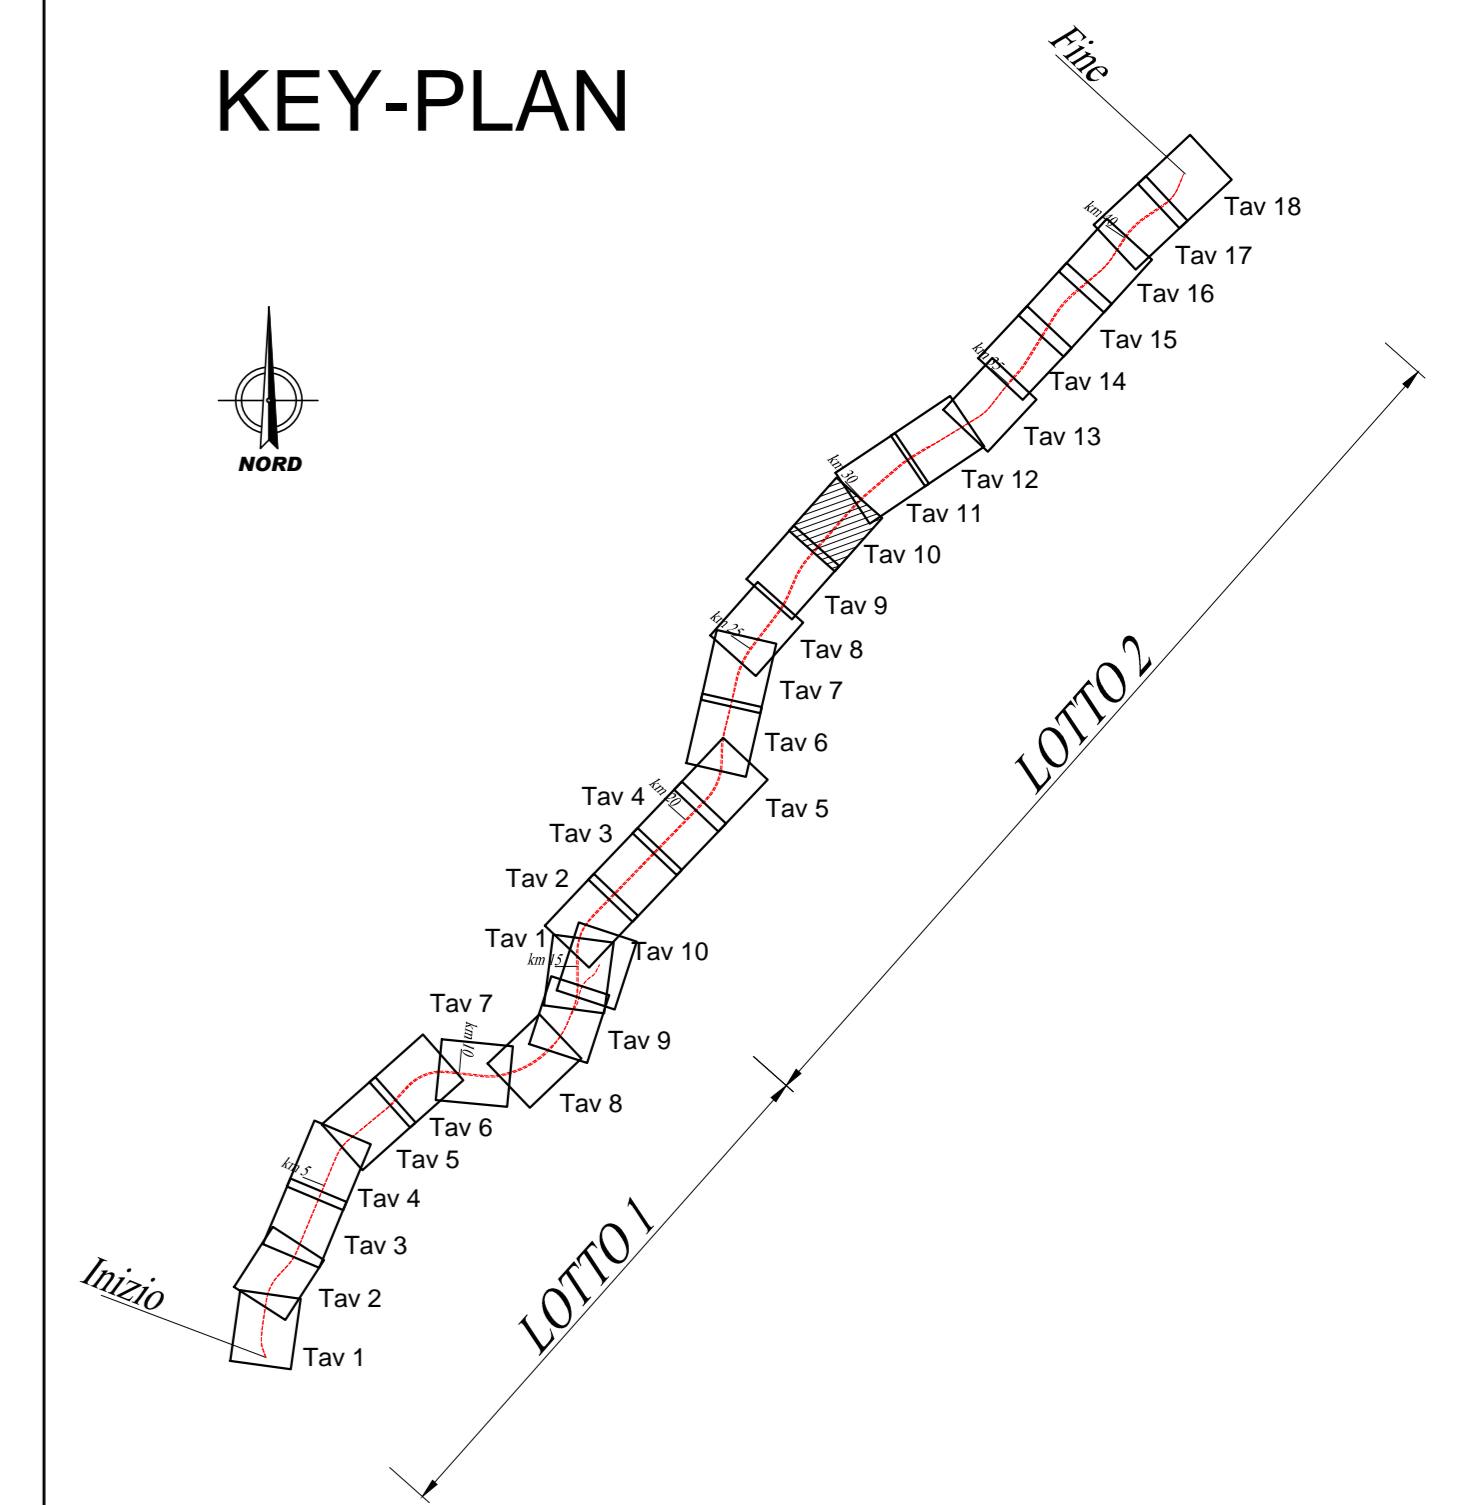 KEY-PLAN
Fine
NORD
Tav 18
km 40
Tav 17
Tav 16
Tav 15
km 35
Tav 14
Tav 13
km 30
Tav 12
Tav 11
Tav 10
Tav 9
km 25
Tav 8
Tav 7
Tav 6
LOTTO 2
Tav 4
km 20
Tav 5
Tav 3
Tav 2
Tav 1
Tav 10
km 15
Tav 7
km 10
Tav 9
Tav 8
Tav 6
Tav 5
km 5
Tav 4
Tav 3
LOTTO 1
Inizio
Tav 2
Tav 1